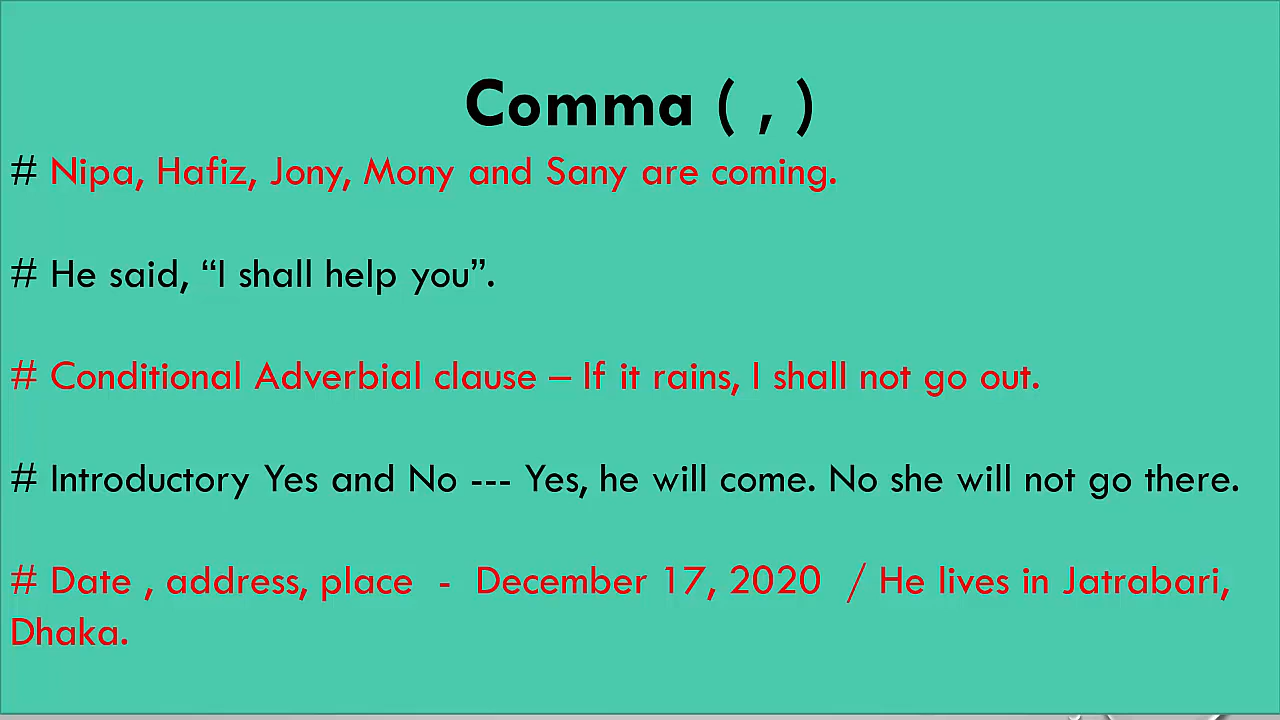 Comma ( , )
# Nipa, Hafiz, Jony, Mony and Sany are coming.
# He said, “I shall help you”.
# Conditional Adverbial clause – If it rains, I shall not go out.
# Introductory Yes and No --- Yes, he will come. No she will not go there.
# Date , address, place - December 17, 2020 / He lives in Jatrabari,
Dhaka.